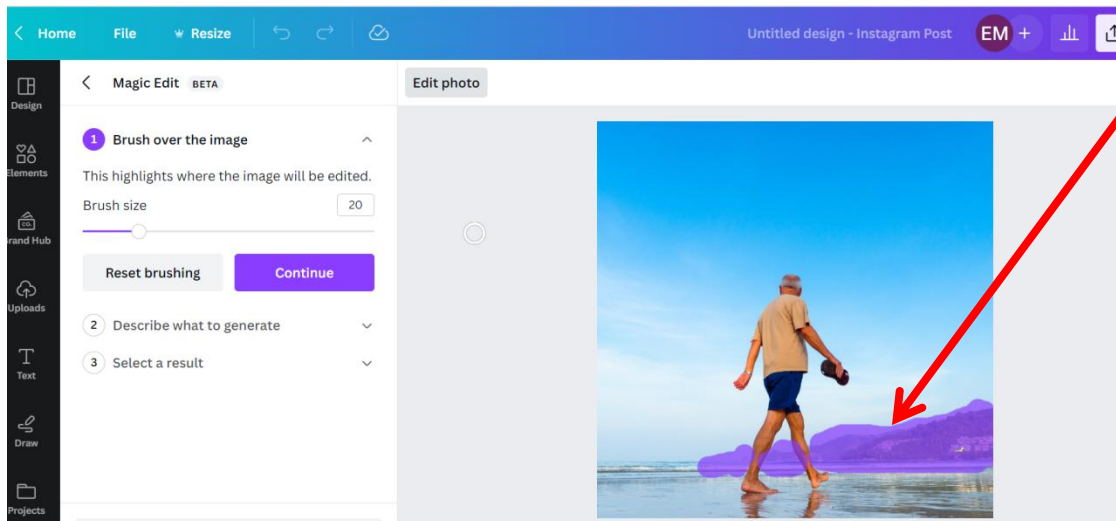 Home File Resize Untitled design - Instagram Post EM +
Magic Edit BETA Edit photo
Design
1 Brush over the image
Elements
This highlights where the image will be edited.
Brush size 20
rand Hub
Reset brushing Continue
Uploads
2 Describe what to generate
3 Select a result
Text
Draw
Projects